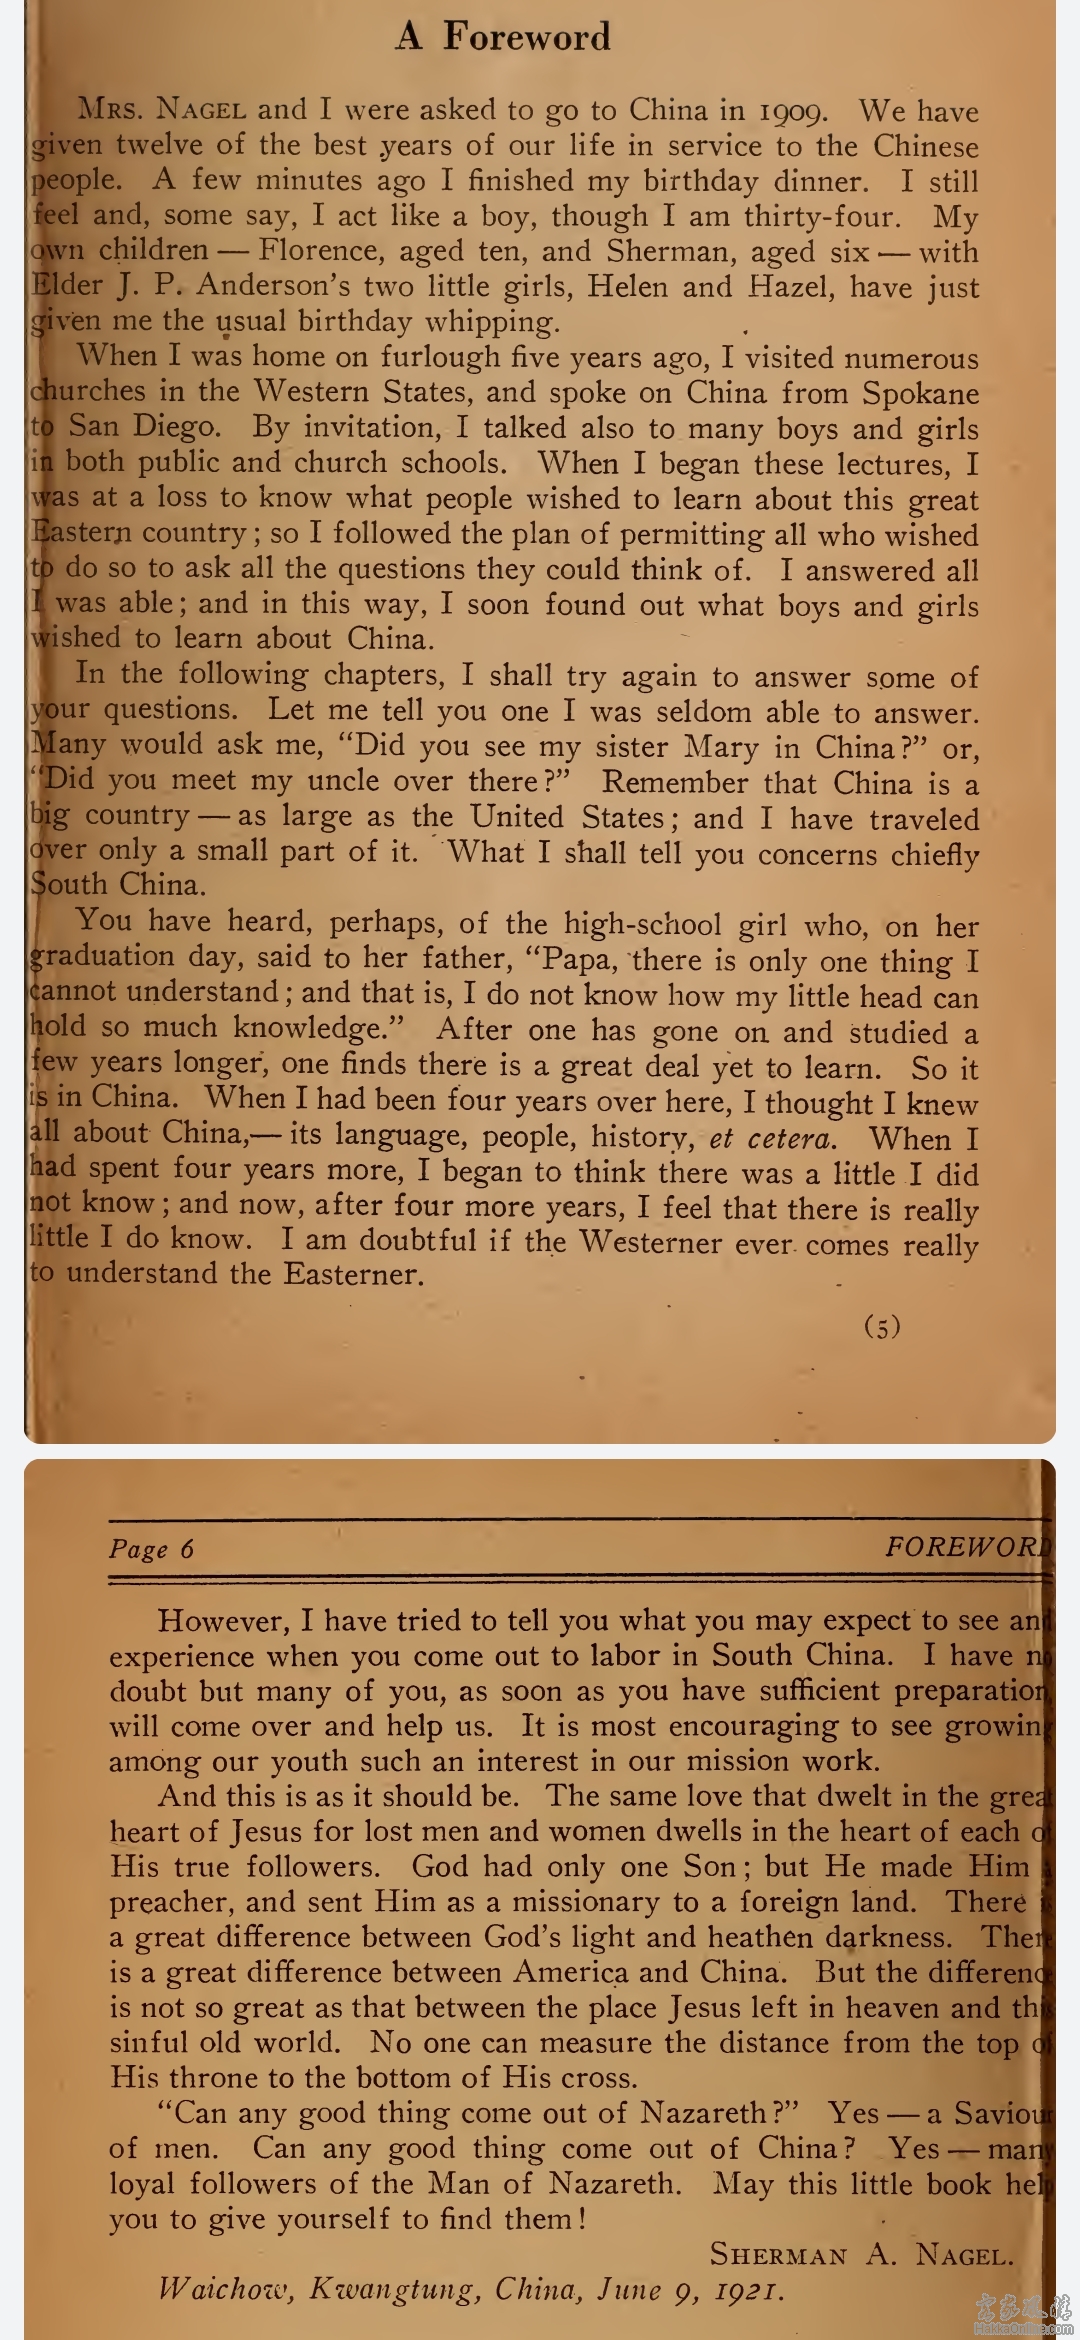 A Foreword
MRS. NAGEL and I were asked to go to China in 1909. We have
given twelve of the best years of our life in service to the Chinese
people. A few minutes ago I finished my birthday dinner. I still
feel and, some say, I act like a boy, though I am thirty-four. My
own children — Florence, aged ten, and Sherman, aged six — with
Elder J. P. Anderson's two little girls, Helen and Hazel, have just
given me the usual birthday whipping.
When I was home on furlough five years ago, I visited numerous
churches in the Western States, and spoke on China from Spokane
to San Diego. By invitation, I talked also to many boys and girls
in both public and church schools. When I began these lectures, I
was at a loss to know what people wished to learn about this great
Eastern country; so I followed the plan of permitting all who wished
to do so to ask all the questions they could think of. I answered all
I was able; and in this way, I soon found out what boys and girls
wished to learn about China.
In the following chapters, I shall try again to answer some of
your questions. Let me tell you one I was seldom able to answer.
Many would ask me, “Did you see my sister Mary in China?” or,
“Did you meet my uncle over there?” Remember that China is a
big country — as large as the United States; and I have traveled
over only a small part of it. What I shall tell you concerns chiefly
South China.
You have heard, perhaps, of the high-school girl who, on her
graduation day, said to her father, “Papa, there is only one thing I
cannot understand; and that is, I do not know how my little head can
hold so much knowledge.” After one has gone on and studied a
few years longer, one finds there is a great deal yet to learn. So it
is in China. When I had been four years over here, I thought I knew
all about China,— its language, people, history, et cetera. When I
had spent four years more, I began to think there was a little I did
not know; and now, after four more years, I feel that there is really
little I do know. I am doubtful if the Westerner ever comes really
to understand the Easterner.
(5)
Page 6 FOREWORD
However, I have tried to tell you what you may expect to see and
experience when you come out to labor in South China. I have no
doubt but many of you, as soon as you have sufficient preparation,
will come over and help us. It is most encouraging to see growing
among our youth such an interest in our mission work.
And this is as it should be. The same love that dwelt in the great
heart of Jesus for lost men and women dwells in the heart of each of
His true followers. God had only one Son; but He made Him a
preacher, and sent Him as a missionary to a foreign land. There is
a great difference between God's light and heathen darkness. There
is a great difference between America and China. But the difference
is not so great as that between the place Jesus left in heaven and this
sinful old world. No one can measure the distance from the top of
His throne to the bottom of His cross.
“Can any good thing come out of Nazareth?” Yes — a Saviour
of men. Can any good thing come out of China? Yes — many
loyal followers of the Man of Nazareth. May this little book help
you to give yourself to find them!
SHERMAN A. NAGEL.
Waichow, Kwangtung, China, June 9, 1921.
客家风情
HakkaOnline.com